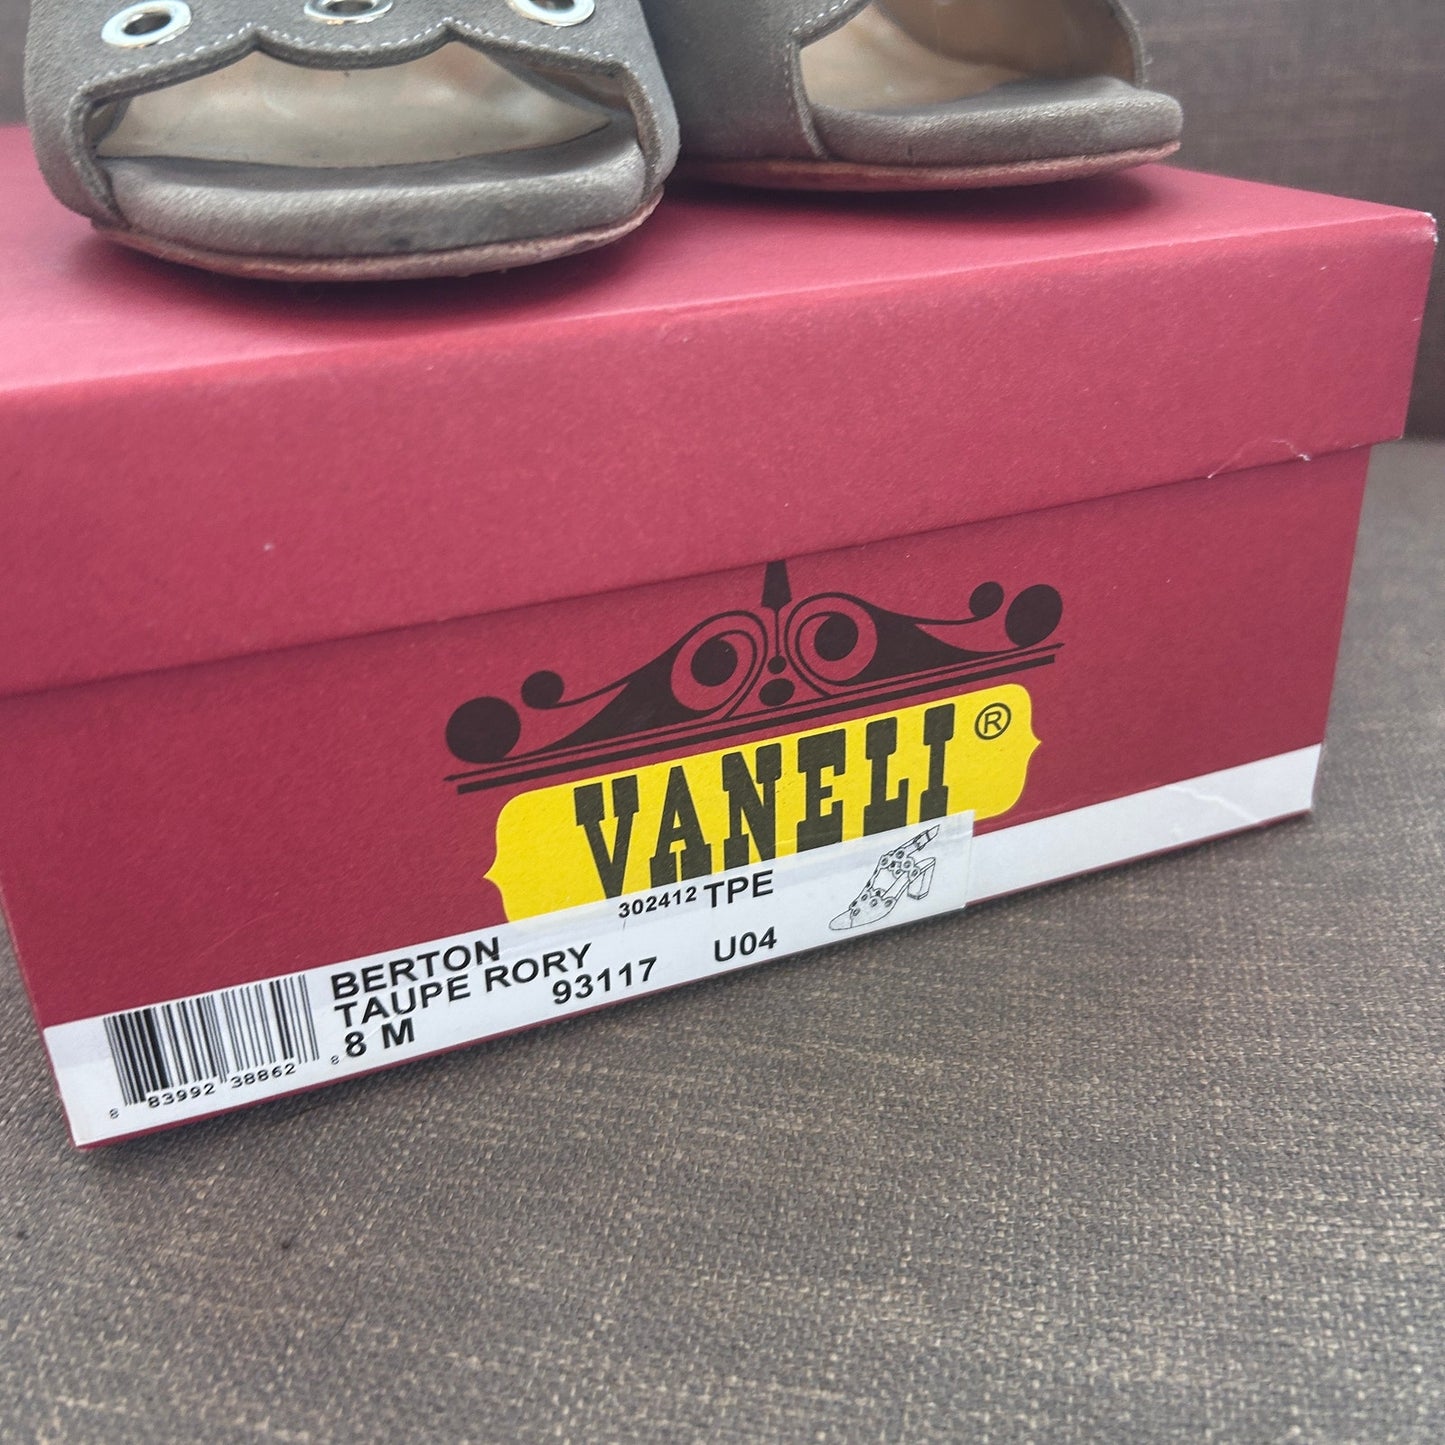 VANELI ®
302412 TPE
BERTON
TAUPE RORY
93117 U04
8 M
8 83992 38862 8